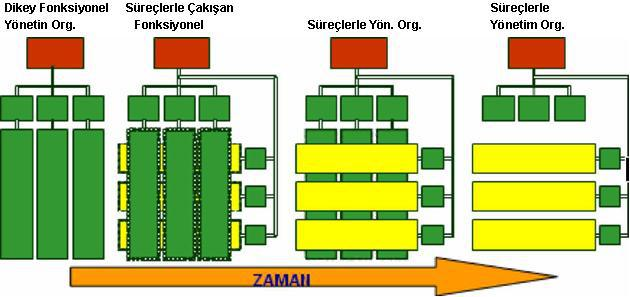 Dikey Fonksiyonel
Yönetin Org.
Süreçlerle Çakışan
Fonksiyonel
Süreçlerle Yön. Org.
Süreçlerle
Yönetim Org.
ZAMAN